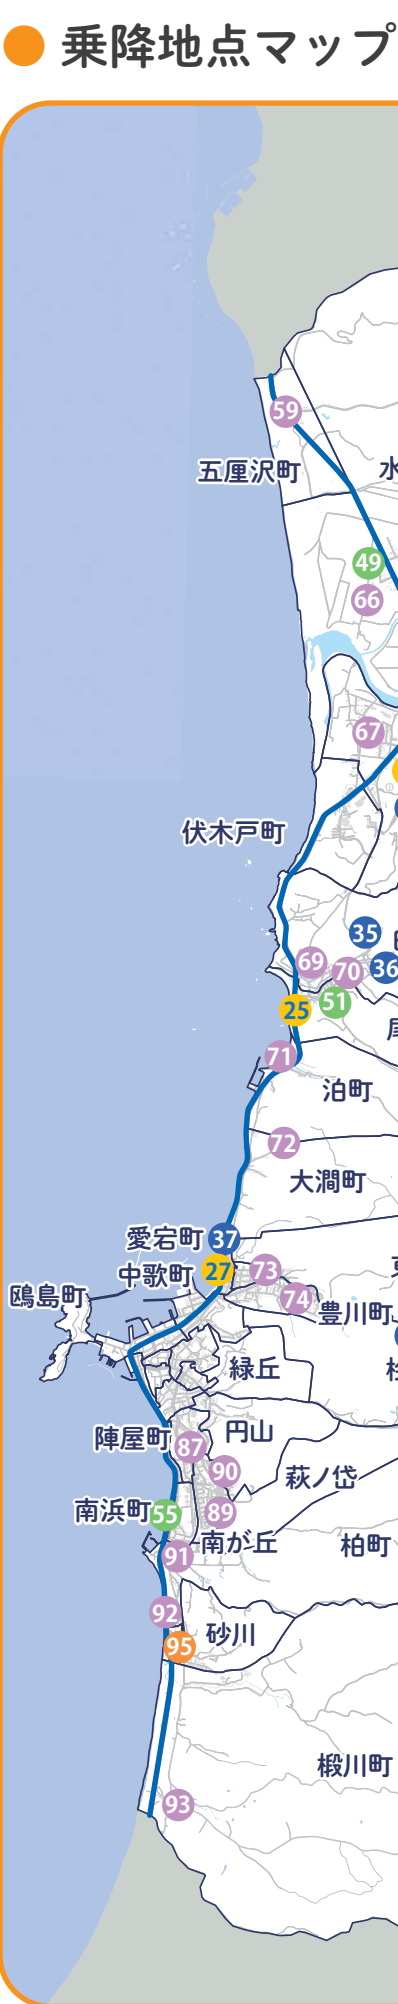 乗降地点マップ
59
五厘沢町
水
49
66
67
伏木戸町
35
69
70
36
25
51
71
泊町
72
大澗町
愛宕町
37
中歌町
27
73
鴎島町
74
豊川町
緑丘
円山
陣屋町
87
90
萩ノ岱
南浜町
55
89
南が丘
柏町
91
92
砂川
95
椴川町
93